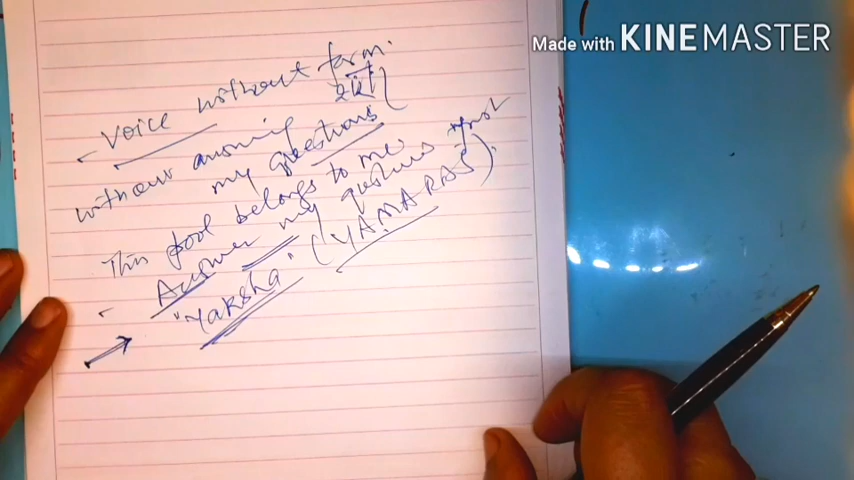 Made with KINEMASTER
- Voice without form.
without answering
my questions
This pool belongs to me
- Answer my questions first
→ "Yaksha" (YAMARAJ).